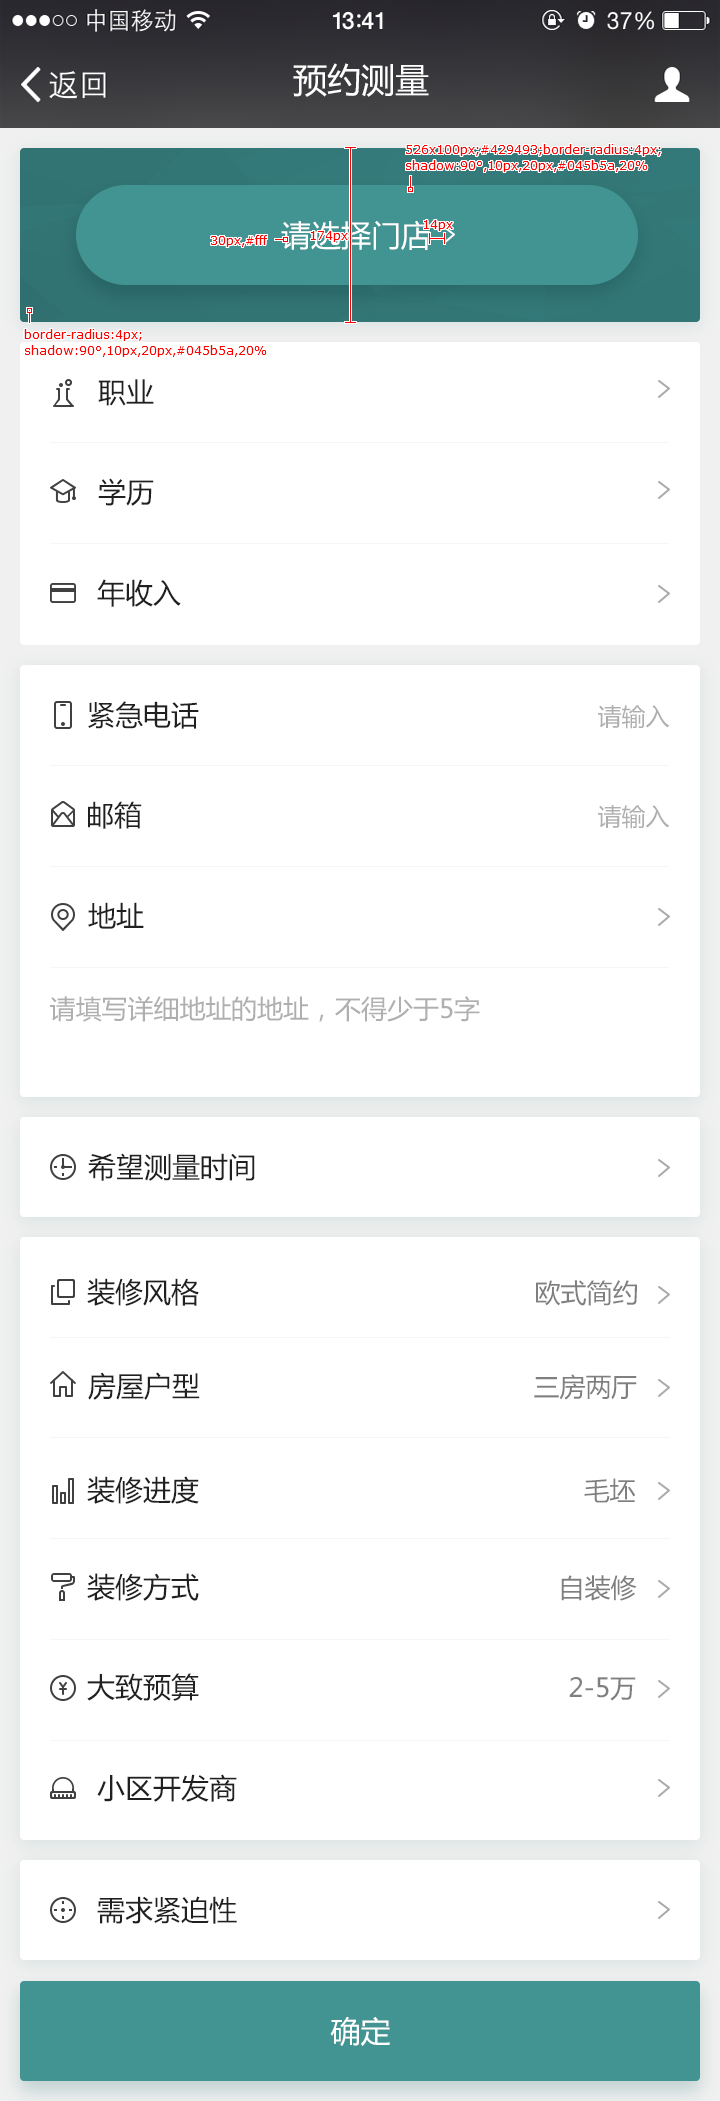 中国移动 13:41 37%
返回 预约测量
526x100px;#429493;border-radius:4px;
shadow:90°,10px,20px,#045b5a,20%
14px
请选择门店
30px,#fff 174px
border-radius:4px;
shadow:90°,10px,20px,#045b5a,20%
职业
学历
年收入
紧急电话 请输入
邮箱 请输入
地址
请填写详细地址的地址，不得少于5字
希望测量时间
装修风格 欧式简约
房屋户型 三房两厅
装修进度 毛坯
装修方式 自装修
大致预算 2-5万
小区开发商
需求紧迫性
确定